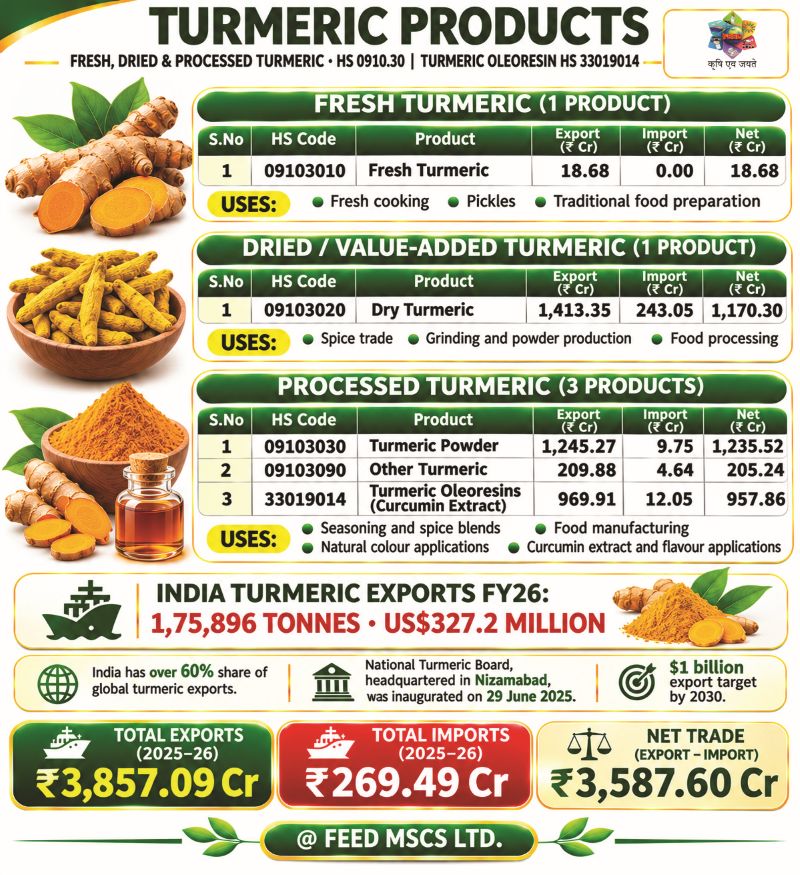 TURMERIC PRODUCTS
FRESH, DRIED & PROCESSED TURMERIC • HS 0910.30 | TURMERIC OLEORESIN HS 33019014
कृषि एव जयते
FRESH TURMERIC (1 PRODUCT)
S.No HS Code Product Export (₹ Cr) Import (₹ Cr) Net (₹ Cr)
1 09103010 Fresh Turmeric 18.68 0.00 18.68
USES: • Fresh cooking • Pickles • Traditional food preparation
DRIED / VALUE-ADDED TURMERIC (1 PRODUCT)
S.No HS Code Product Export (₹ Cr) Import (₹ Cr) Net (₹ Cr)
1 09103020 Dry Turmeric 1,413.35 243.05 1,170.30
USES: • Spice trade • Grinding and powder production • Food processing
PROCESSED TURMERIC (3 PRODUCTS)
S.No HS Code Product Export (₹ Cr) Import (₹ Cr) Net (₹ Cr)
1 09103030 Turmeric Powder 1,245.27 9.75 1,235.52
2 09103090 Other Turmeric 209.88 4.64 205.24
3 33019014 Turmeric Oleoresins (Curcumin Extract) 969.91 12.05 957.86
USES: • Seasoning and spice blends • Food manufacturing
• Natural colour applications • Curcumin extract and flavour applications
INDIA TURMERIC EXPORTS FY26:
1,75,896 TONNES • US$327.2 MILLION
India has over 60% share of
global turmeric exports.
National Turmeric Board,
headquartered in Nizamabad,
was inaugurated on 29 June 2025.
$1 billion
export target
by 2030.
TOTAL EXPORTS
(2025–26)
₹3,857.09 Cr
TOTAL IMPORTS
(2025–26)
₹269.49 Cr
NET TRADE
(EXPORT – IMPORT)
₹3,587.60 Cr
@ FEED MSCS LTD.